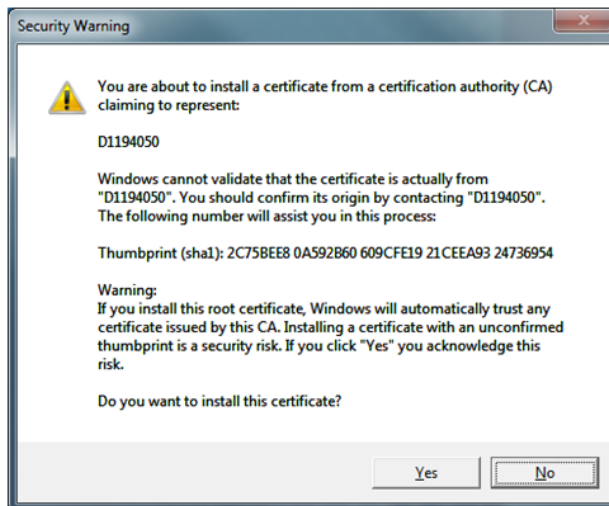 Security Warning
You are about to install a certificate from a certification authority (CA)
claiming to represent:
D1194050
Windows cannot validate that the certificate is actually from
"D1194050". You should confirm its origin by contacting "D1194050".
The following number will assist you in this process:
Thumbprint (sha1): 2C75BEE8 0A592B60 609CFE19 21CEEA93 24736954
Warning:
If you install this root certificate, Windows will automatically trust any
certificate issued by this CA. Installing a certificate with an unconfirmed
thumbprint is a security risk. If you click "Yes" you acknowledge this
risk.
Do you want to install this certificate?
Yes
No